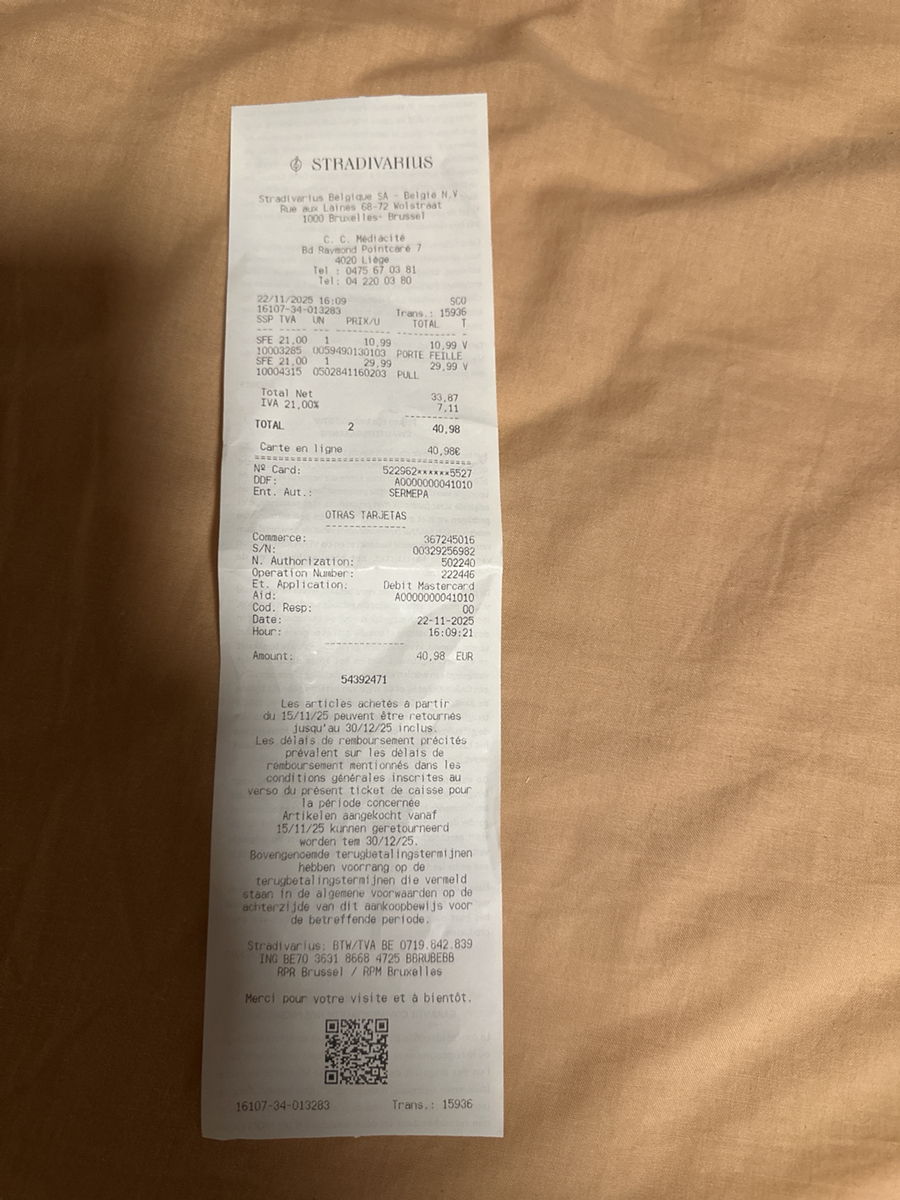 STRADIVARIUS
Stradivarius Belgique SA - België N.V.
Rue aux Laines 68-72 Wolstraat
1000 Bruxelles- Brussel
C. C. Médiacité
Bd Raymond Pointcaré 7
4020 Liège
Tel : 0475 67 03 81
Tel: 04 220 03 80
22/11/2025 16:09 SCO
16107-34-013283 Trans.: 15936
SSP TVA UN PRIX/U TOTAL T
SFE 21,00 1 10,99 10,99 V
10003285 0059490130103 PORTE FEILLE
SFE 21,00 1 29,99 29,99 V
10004315 0502841160203 PULL
Total Net 33,87
IVA 21,00% 7,11
TOTAL 2 40,98
Carte en ligne 40,98€
Nº Card: 522962******5527
DDF: A0000000041010
Ent. Aut.: SERMEPA
OTRAS TARJETAS
Commerce: 367245016
S/N: 00329256982
N. Authorization: 502240
Operation Number: 222446
Et. Application: Debit Mastercard
Aid: A0000000041010
Cod. Resp: 00
Date: 22-11-2025
Hour: 16:09:21
Amount: 40,98 EUR
54392471
Les articles achetés à partir
du 15/11/25 peuvent être retournés
jusqu'au 30/12/25 inclus.
Les délais de remboursement précités
prévalent sur les délais de
remboursement mentionnés dans les
conditions générales inscrites au
verso du présent ticket de caisse pour
la période concernée
Artikelen aangekocht vanaf
15/11/25 kunnen geretourneerd
worden tem 30/12/25.
Bovengenoemde terugbetalingstermijnen
hebben voorrang op de
terugbetalingstermijnen die vermeld
staan in de algemene voorwaarden op de
achterzijde van dit aankoopbewijs voor
de betreffende periode.
Stradivarius; BTW/TVA BE 0719.842.839
ING BE70 3631 8668 4725 BBRUBEBB
RPR Brussel / RPM Bruxelles
Merci pour votre visite et à bientôt.
16107-34-013283 Trans.: 15936